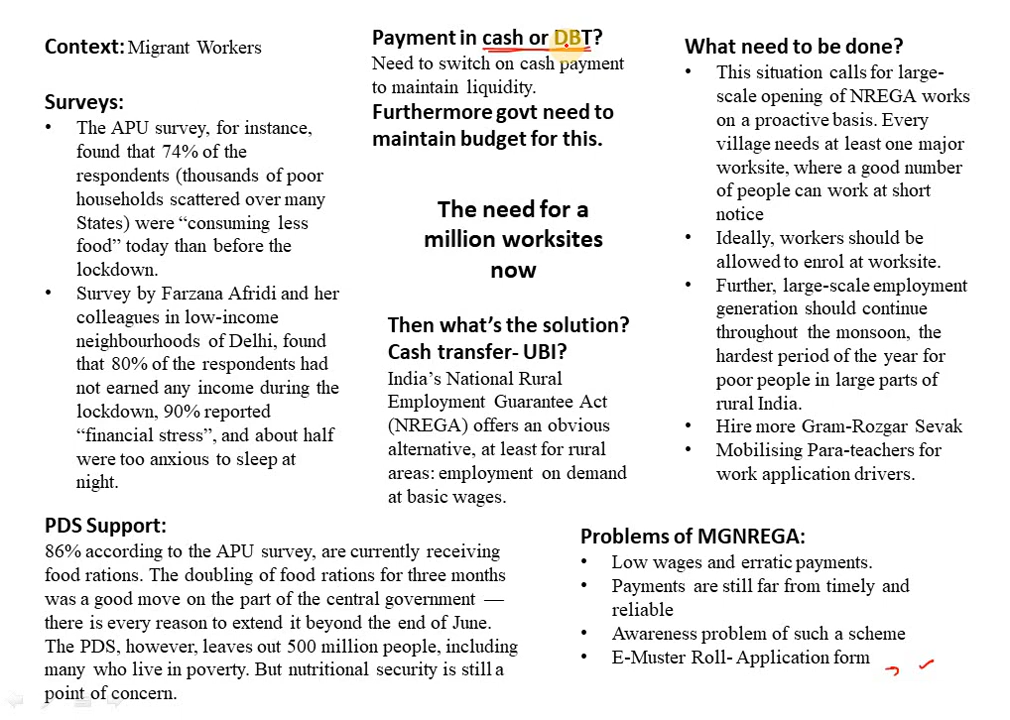 Context: Migrant Workers
Surveys:
• The APU survey, for instance,
found that 74% of the
respondents (thousands of poor
households scattered over many
States) were “consuming less
food” today than before the
lockdown.
• Survey by Farzana Afridi and her
colleagues in low-income
neighbourhoods of Delhi, found
that 80% of the respondents had
not earned any income during the
lockdown, 90% reported
“financial stress”, and about half
were too anxious to sleep at
night.
PDS Support:
86% according to the APU survey, are currently receiving
food rations. The doubling of food rations for three months
was a good move on the part of the central government —
there is every reason to extend it beyond the end of June.
The PDS, however, leaves out 500 million people, including
many who live in poverty. But nutritional security is still a
point of concern.
Payment in cash or DBT?
Need to switch on cash payment
to maintain liquidity.
Furthermore govt need to
maintain budget for this.
The need for a
million worksites
now
Then what’s the solution?
Cash transfer- UBI?
India’s National Rural
Employment Guarantee Act
(NREGA) offers an obvious
alternative, at least for rural
areas: employment on demand
at basic wages.
What need to be done?
• This situation calls for large-
scale opening of NREGA works
on a proactive basis. Every
village needs at least one major
worksite, where a good number
of people can work at short
notice
• Ideally, workers should be
allowed to enrol at worksite.
• Further, large-scale employment
generation should continue
throughout the monsoon, the
hardest period of the year for
poor people in large parts of
rural India.
• Hire more Gram-Rozgar Sevak
• Mobilising Para-teachers for
work application drivers.
Problems of MGNREGA:
• Low wages and erratic payments.
• Payments are still far from timely and
reliable
• Awareness problem of such a scheme
• E-Muster Roll- Application form